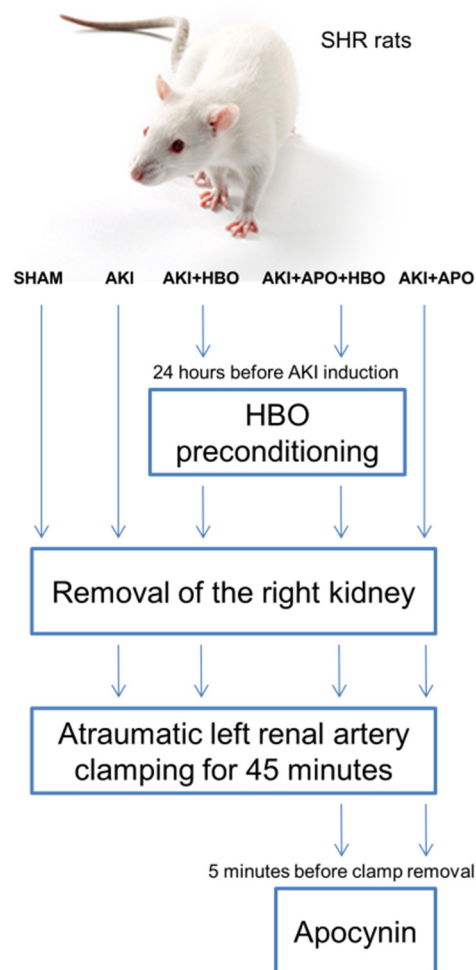 SHR rats
SHAM AKI AKI+HBO AKI+APO+HBO AKI+APO
24 hours before AKI induction
HBO
preconditioning
Removal of the right kidney
Atraumatic left renal artery
clamping for 45 minutes
5 minutes before clamp removal
Apocynin